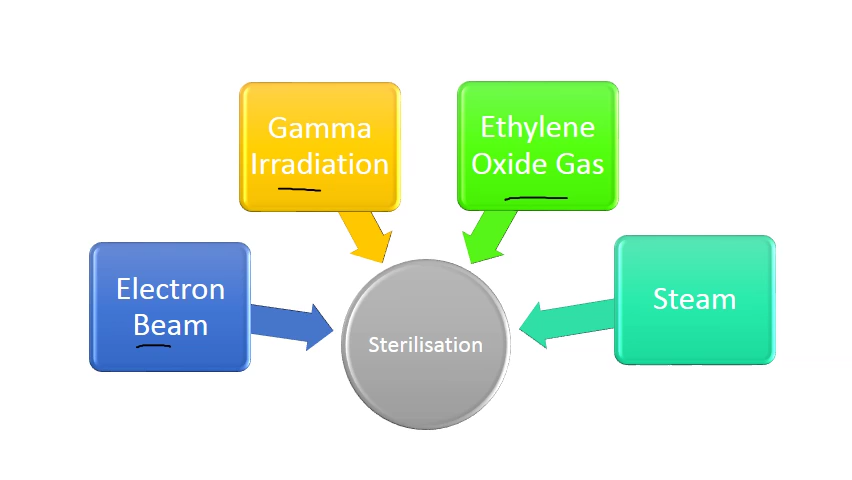 Gamma
Irradiation
Ethylene
Oxide Gas
Electron
Beam
Steam
Sterilisation